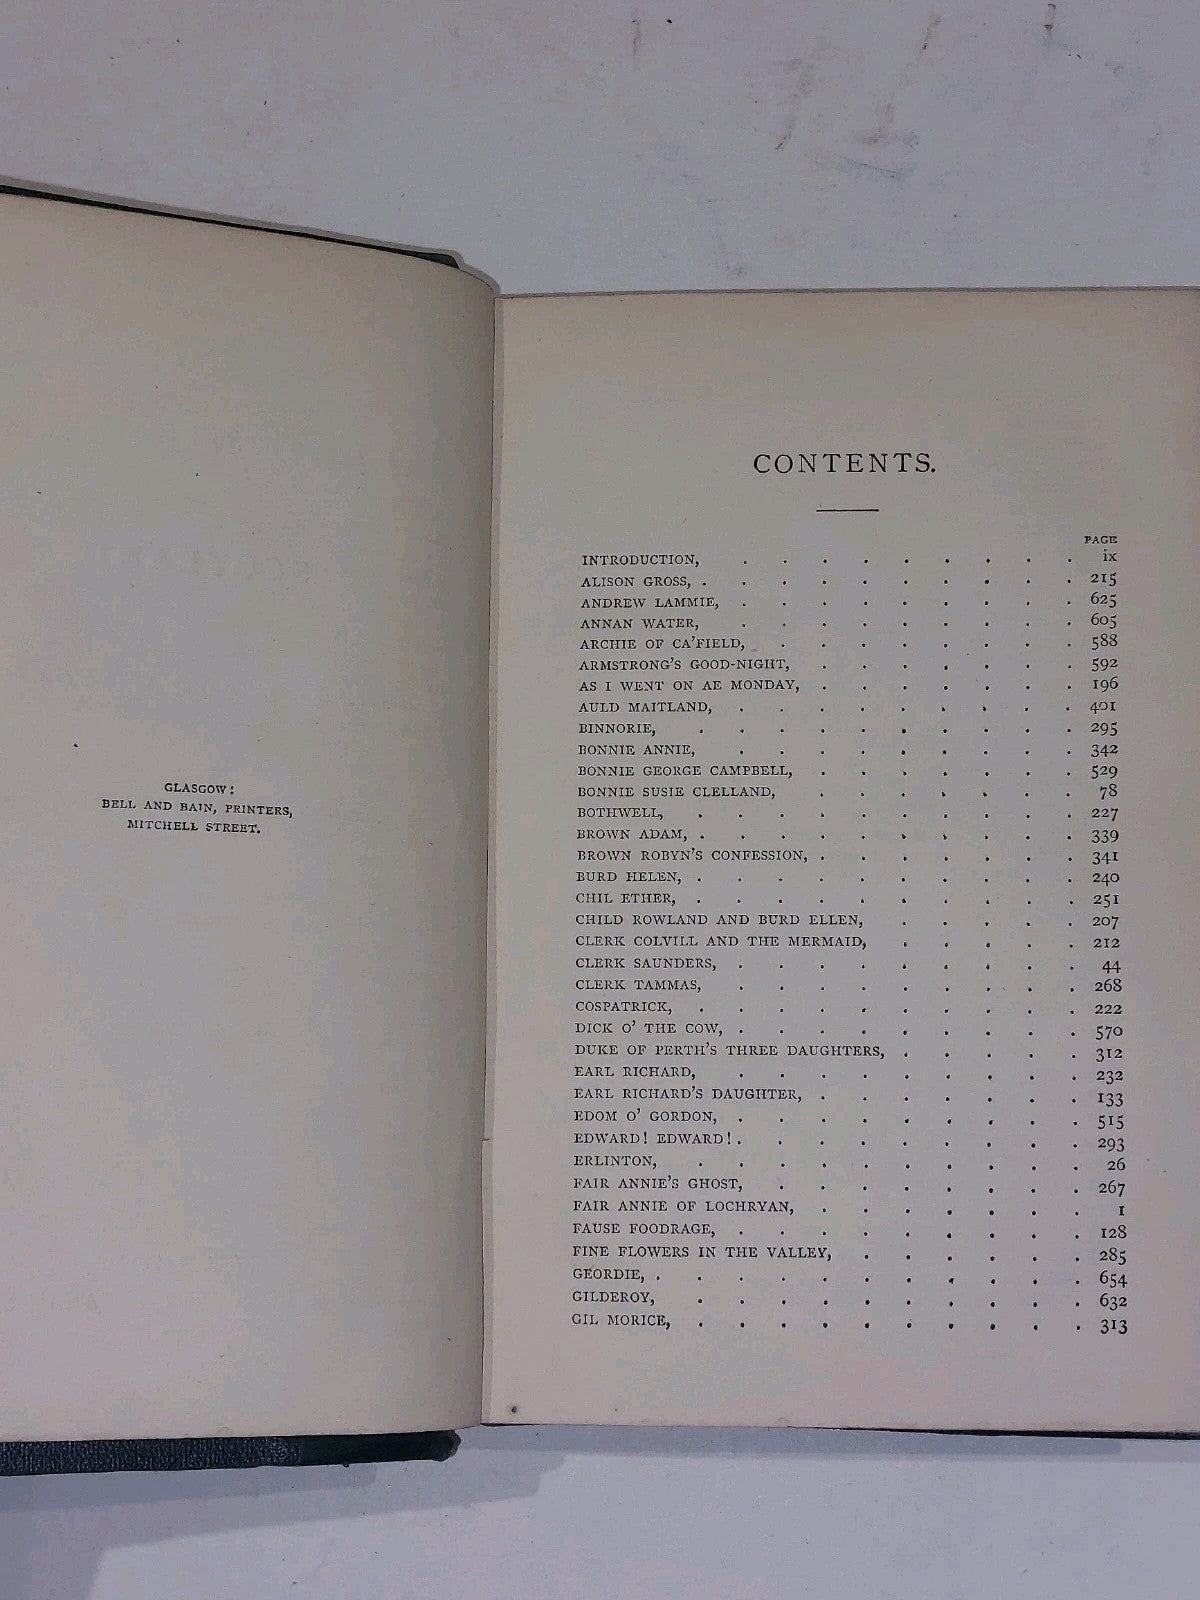 GLASGOW:
BELL AND BAIN, PRINTERS,
MITCHELL STREET.
CONTENTS.
PAGE
INTRODUCTION, . . . . . . . . . ix
ALISON GROSS, . . . . . . . . . . 215
ANDREW LAMMIE, . . . . . . . . . 625
ANNAN WATER, . . . . . . . . . 605
ARCHIE OF CA'FIELD, . . . . . . . . 588
ARMSTRONG'S GOOD-NIGHT, . . . . . . . 592
AS I WENT ON AE MONDAY, . . . . . . . 196
AULD MAITLAND, . . . . . . . . . 401
BINNORIE, . . . . . . . . . . 295
BONNIE ANNIE, . . . . . . . . . 342
BONNIE GEORGE CAMPBELL, . . . . . . . 529
BONNIE SUSIE CLELLAND, . . . . . . . 78
BOTHWELL, . . . . . . . . . . 227
BROWN ADAM, . . . . . . . . . . 339
BROWN ROBYN'S CONFESSION, . . . . . . . 341
BURD HELEN, . . . . . . . . . . 240
CHIL ETHER, . . . . . . . . . . 251
CHILD ROWLAND AND BURD ELLEN, . . . . . 207
CLERK COLVILL AND THE MERMAID, . . . . . 212
CLERK SAUNDERS, . . . . . . . . . 44
CLERK TAMMAS, . . . . . . . . . 268
COSPATRICK, . . . . . . . . . . 222
DICK O' THE COW, . . . . . . . . . 570
DUKE OF PERTH'S THREE DAUGHTERS, . . . . . 312
EARL RICHARD, . . . . . . . . . 232
EARL RICHARD'S DAUGHTER, . . . . . . . 133
EDOM O' GORDON, . . . . . . . . . 515
EDWARD! EDWARD! . . . . . . . . . 293
ERLINTON, . . . . . . . . . . 26
FAIR ANNIE'S GHOST, . . . . . . . . 267
FAIR ANNIE OF LOCHRYAN, . . . . . . . 1
FAUSE FOODRAGE, . . . . . . . . . 128
FINE FLOWERS IN THE VALLEY, . . . . . . 285
GEORDIE, . . . . . . . . . . . 654
GILDEROY, . . . . . . . . . . 632
GIL MORICE, . . . . . . . . . . 313